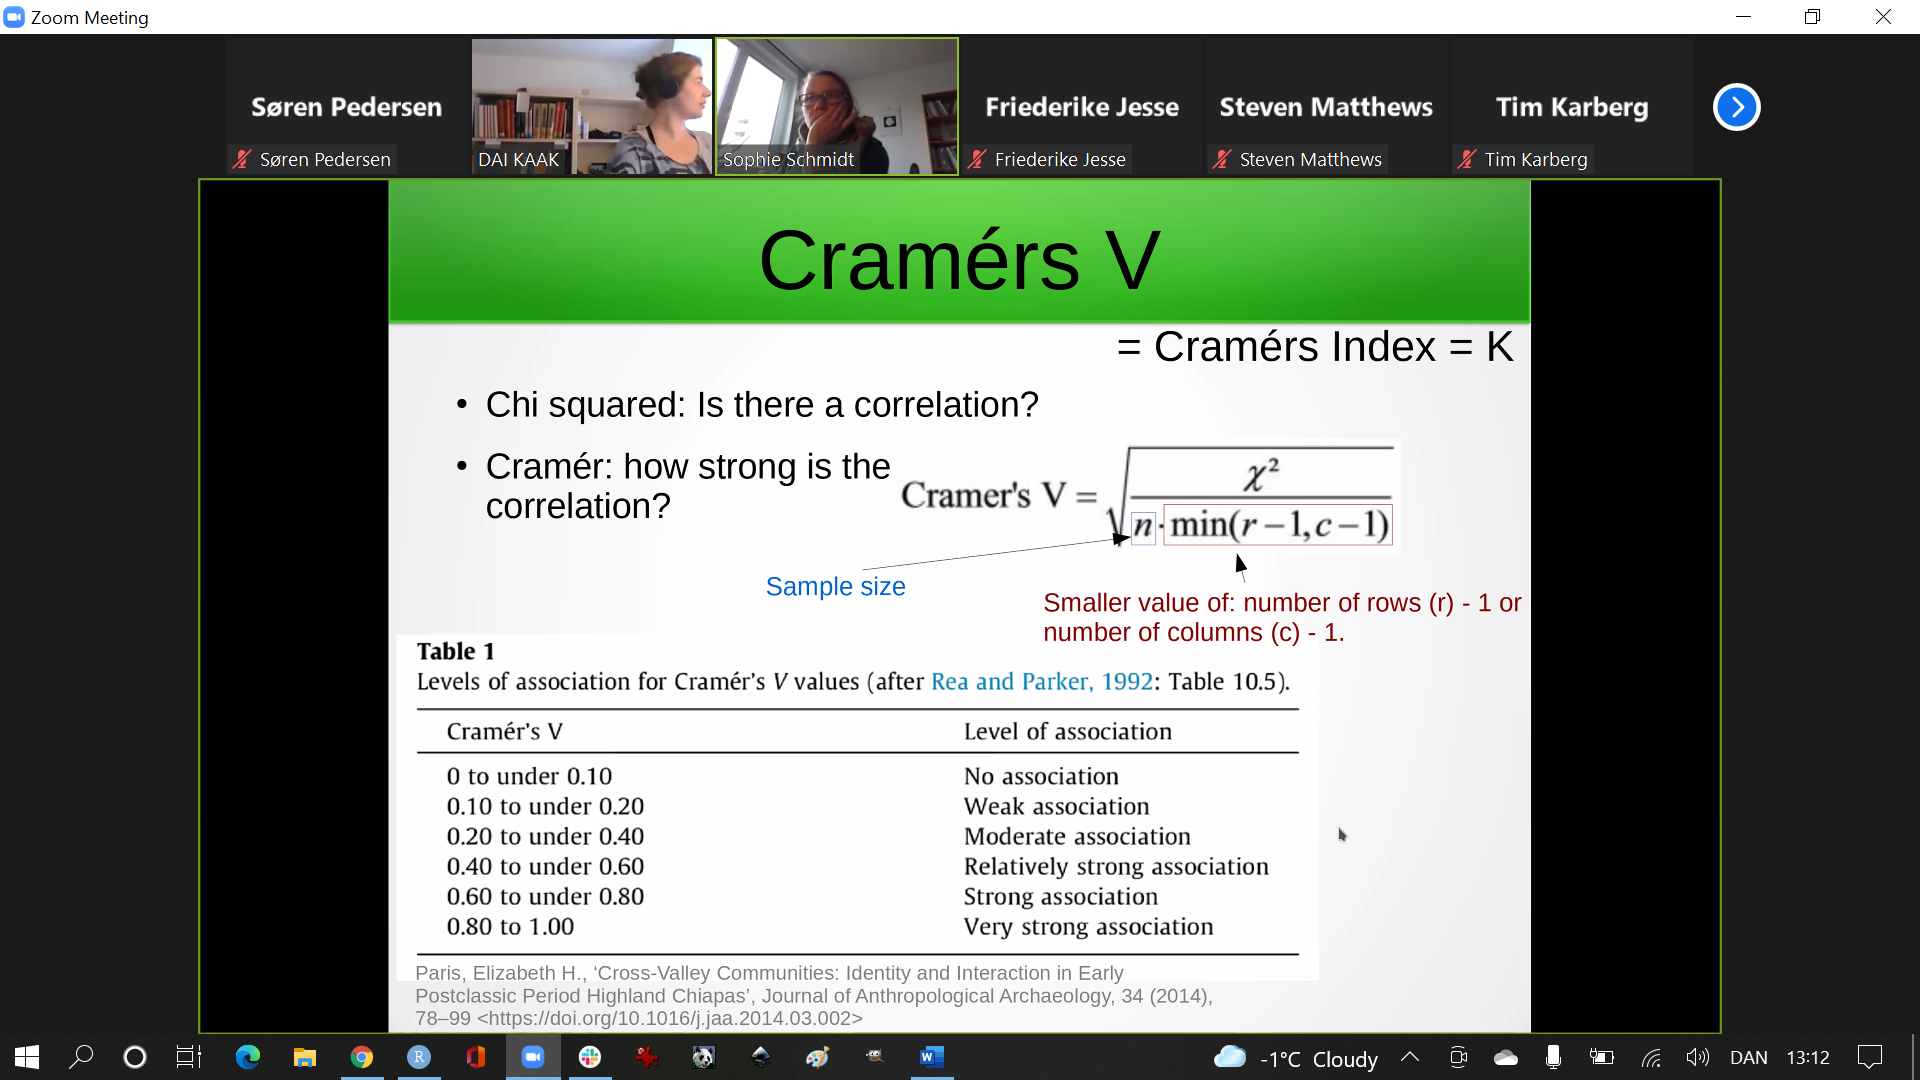 Zoom Meeting
Søren Pedersen
Friederike Jesse
Steven Matthews
Tim Karberg
Søren Pedersen
DAI KAAK
Sophie Schmidt
Friederike Jesse
Steven Matthews
Tim Karberg
Cramérs V
= Cramérs Index = K
• Chi squared: Is there a correlation?
• Cramér: how strong is the
correlation?
Cramer's V = √(χ² / n · min(r − 1, c − 1))
Sample size
Smaller value of: number of rows (r) - 1 or
number of columns (c) - 1.
Table 1
Levels of association for Cramér's V values (after Rea and Parker, 1992: Table 10.5).
Cramér's V Level of association
0 to under 0.10 No association
0.10 to under 0.20 Weak association
0.20 to under 0.40 Moderate association
0.40 to under 0.60 Relatively strong association
0.60 to under 0.80 Strong association
0.80 to 1.00 Very strong association
Paris, Elizabeth H., ‘Cross-Valley Communities: Identity and Interaction in Early
Postclassic Period Highland Chiapas’, Journal of Anthropological Archaeology, 34 (2014),
78–99 <https://doi.org/10.1016/j.jaa.2014.03.002>
R
W
-1°C Cloudy
DAN
13:12